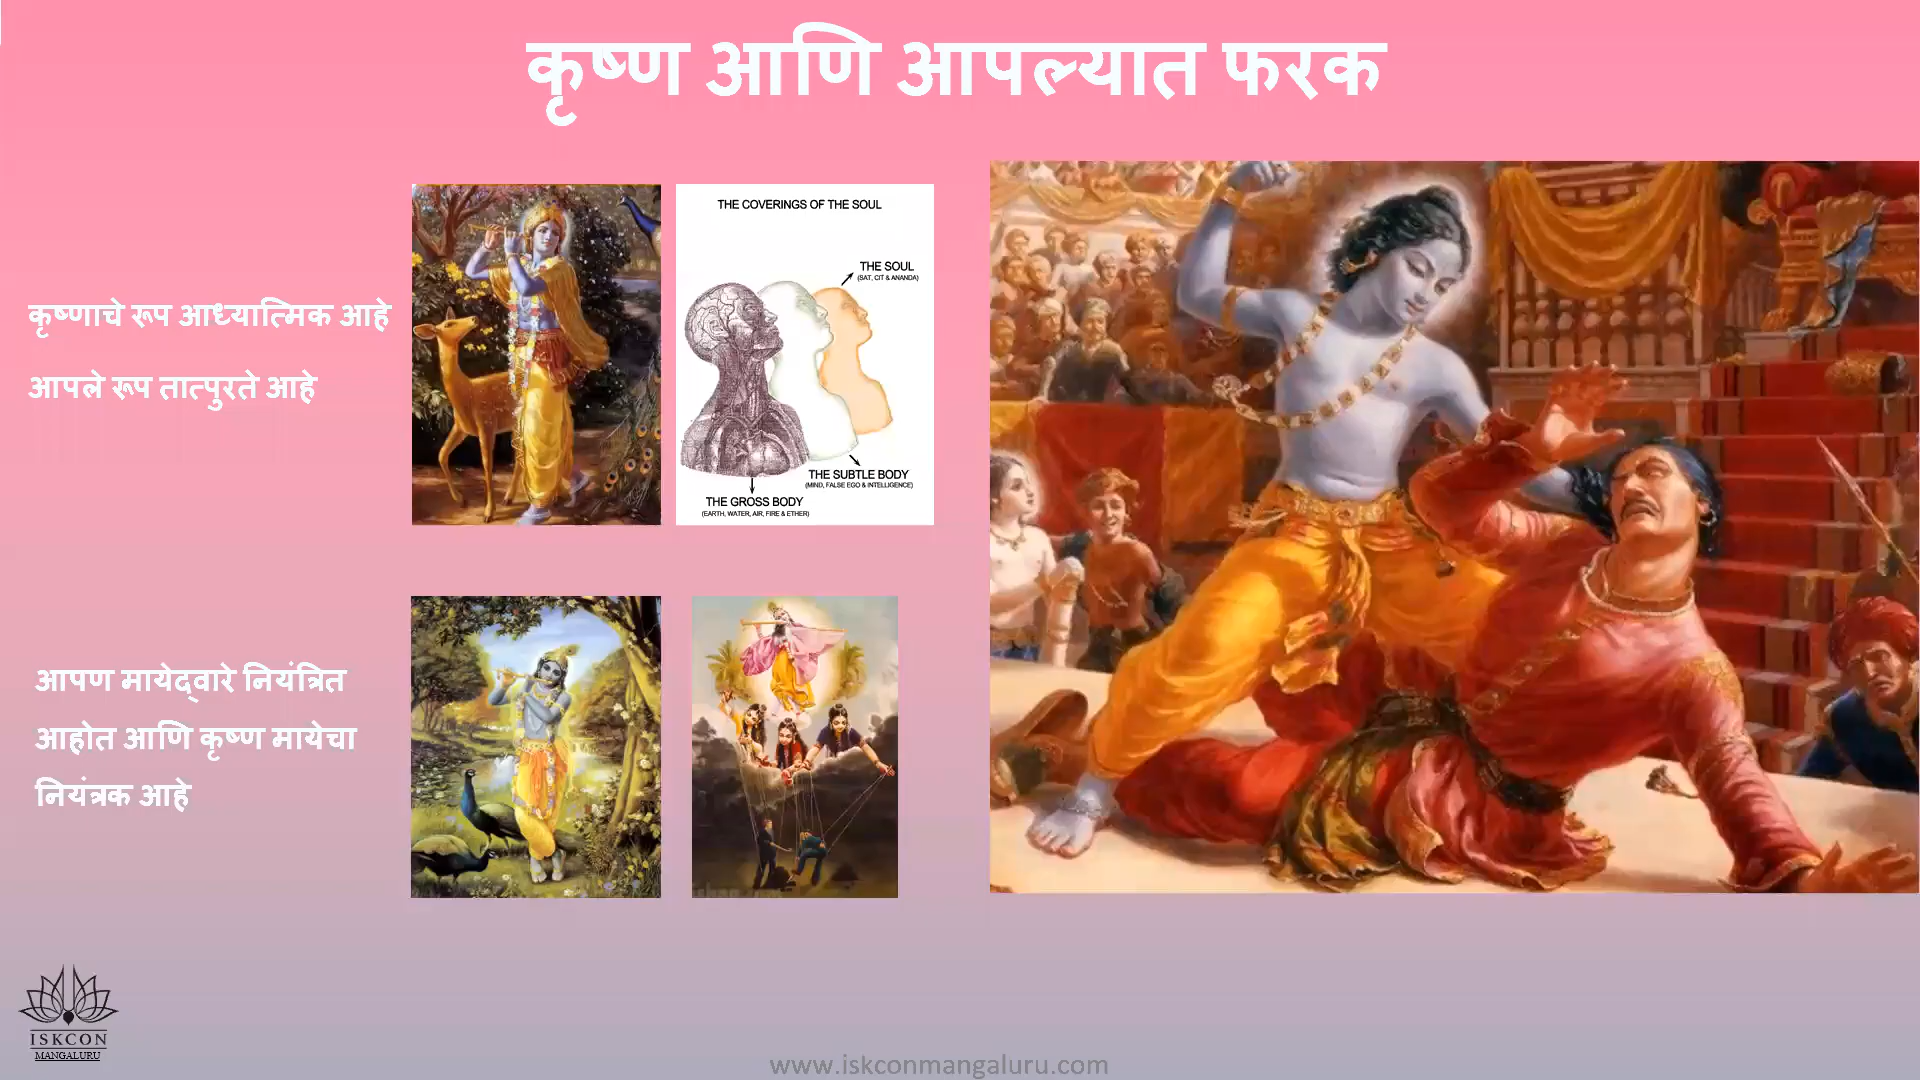 कृष्ण आणि आपल्यात फरक
कृष्णाचे रूप आध्यात्मिक आहे
आपले रूप तात्पुरते आहे
THE COVERINGS OF THE SOUL
THE SOUL
(SAT, CIT & ANANDA)
THE SUBTLE BODY
(MIND, FALSE EGO & INTELLIGENCE)
THE GROSS BODY
(EARTH, WATER, AIR, FIRE & ETHER)
आपण मायेद्वारे नियंत्रित
आहोत आणि कृष्ण मायेचा
नियंत्रक आहे
ISKCON
MANGALURU
www.iskconmangaluru.com